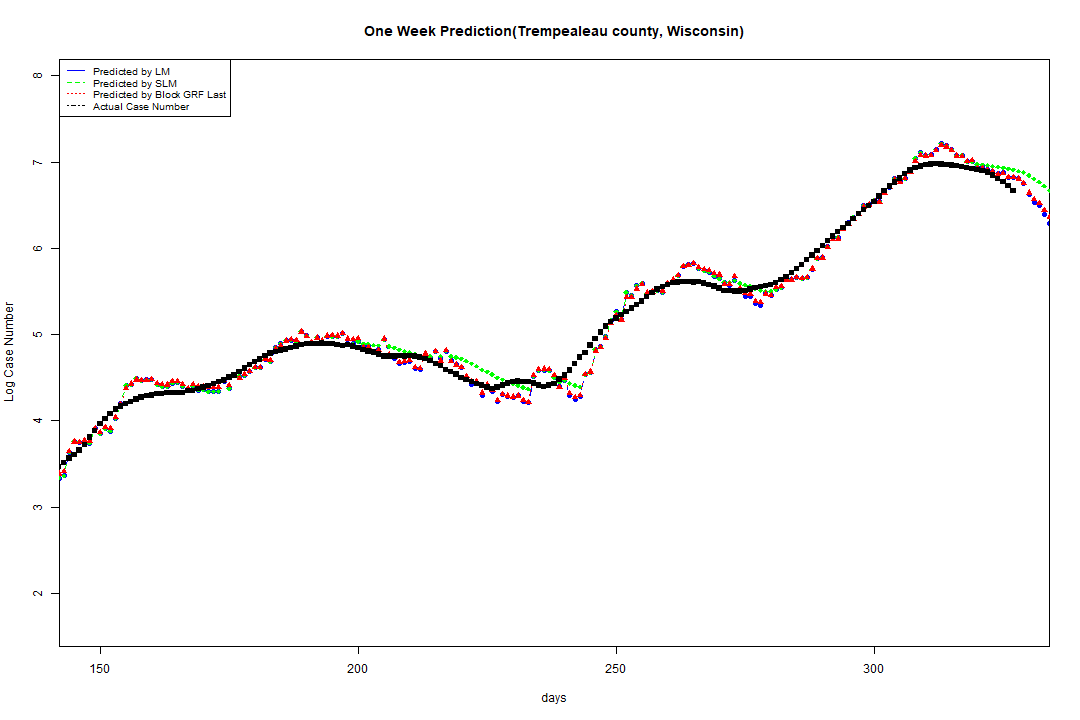 One Week Prediction(Trempealeau county, Wisconsin)
Predicted by LM
Predicted by SLM
Predicted by Block GRF Last
Actual Case Number
8
7
6
5
4
3
2
Log Case Number
150 200 250 300
days